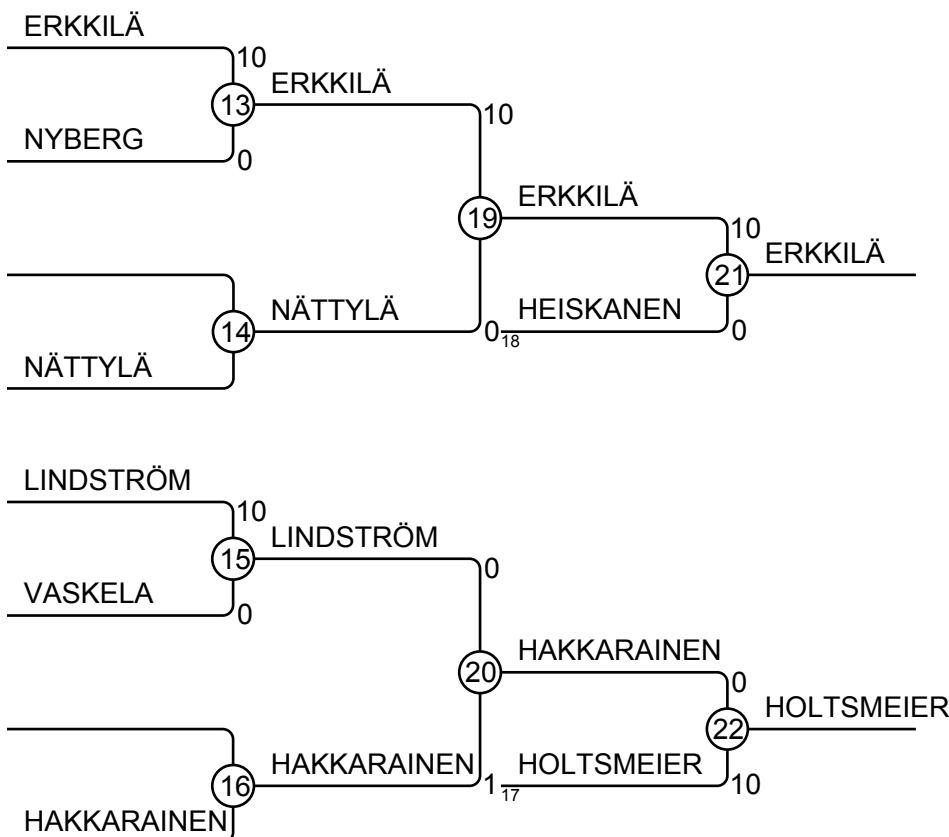 ERKKILÄ
10
13 ERKKILÄ
10
NYBERG
0
19 ERKKILÄ
10
21 ERKKILÄ
14 NÄTTYLÄ
0 18 HEISKANEN
0
NÄTTYLÄ
LINDSTRÖM
10
15 LINDSTRÖM
0
VASKELA
0
20 HAKKARAINEN
0
22 HOLTSMEIER
16 HAKKARAINEN
1 17 HOLTSMEIER
10
HAKKARAINEN